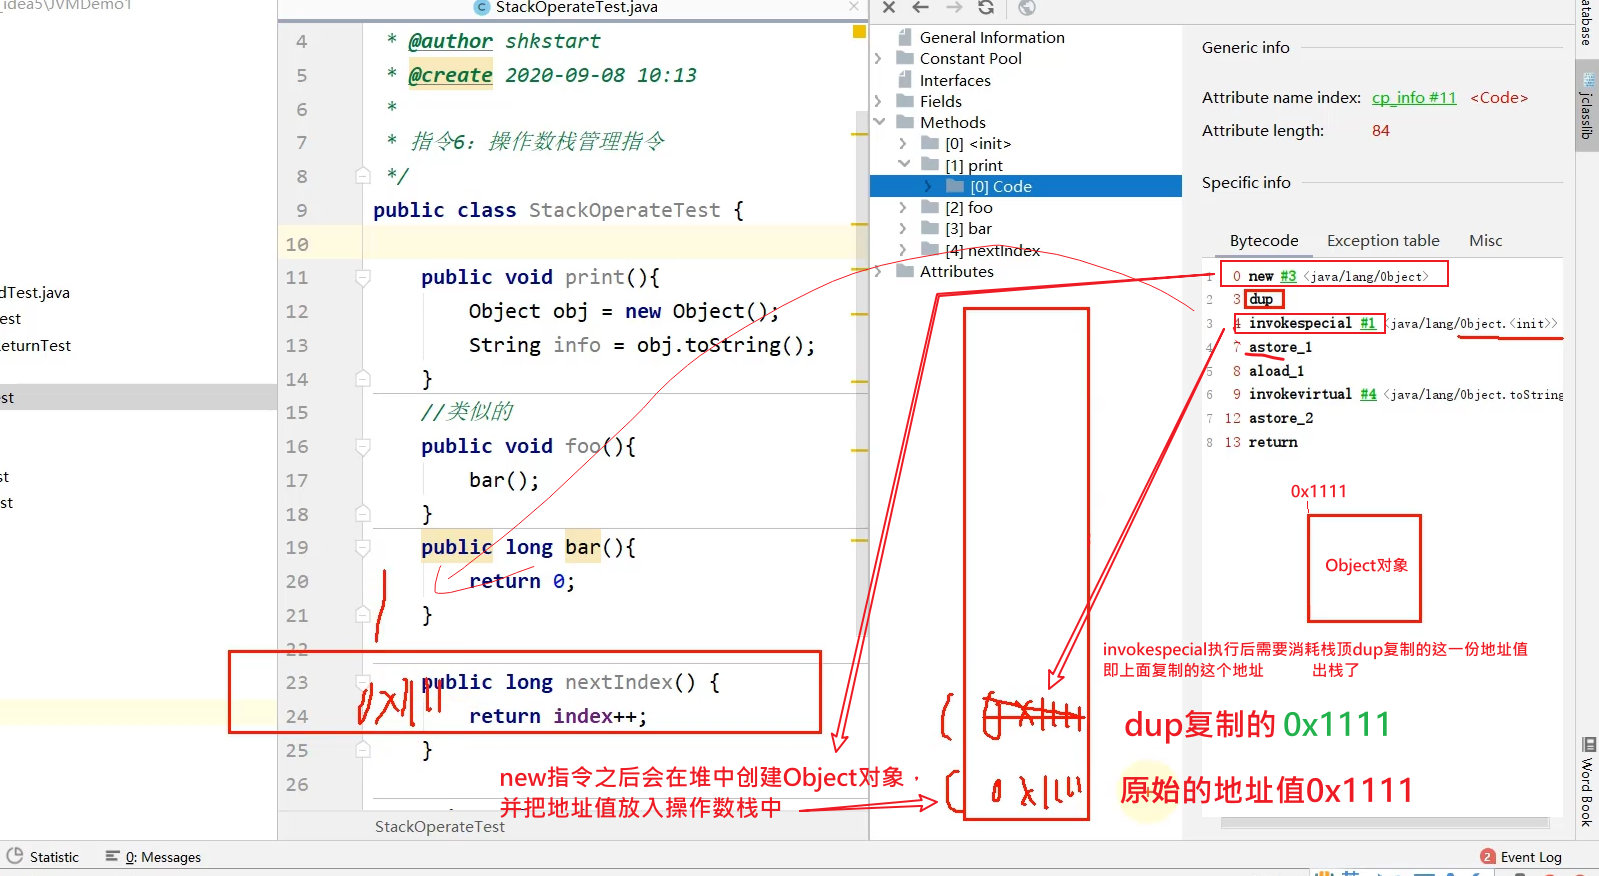 _idea5\JVMDemo1
StackOperateTest.java
dTest.java
est
eturnTest
st
st
st
4 * @author shkstart
5 * @create 2020-09-08 10:13
6 *
7 * 指令6：操作数栈管理指令
8 */
9 public class StackOperateTest {
10
11 public void print(){
12 Object obj = new Object();
13 String info = obj.toString();
14 }
15 //类似的
16 public void foo(){
17 bar();
18 }
19 public long bar(){
20 return 0;
21 }
22
23 public long nextIndex() {
24 return index++;
25 }
26
0x1111
StackOperateTest
General Information
Constant Pool
Interfaces
Fields
Methods
[0] <init>
[1] print
[0] Code
[2] foo
[3] bar
[4] nextIndex
Attributes
Generic info
Attribute name index: cp_info #11 <Code>
Attribute length: 84
Specific info
Bytecode Exception table Misc
1 0 new #3 <java/lang/Object>
2 3 dup
3 4 invokespecial #1 <java/lang/Object.<init>>
4 7 astore_1
5 8 aload_1
6 9 invokevirtual #4 <java/lang/Object.toString
7 12 astore_2
8 13 return
0x1111
Object对象
invokespecial执行后需要消耗栈顶dup复制的这一份地址值
即上面复制的这个地址 出栈了
0x1111
dup复制的 0x1111
0x1111
原始的地址值0x1111
new指令之后会在堆中创建Object对象，
并把地址值放入操作数栈中
atabase
jclasslib
Word Book
Statistic
0: Messages
2 Event Log